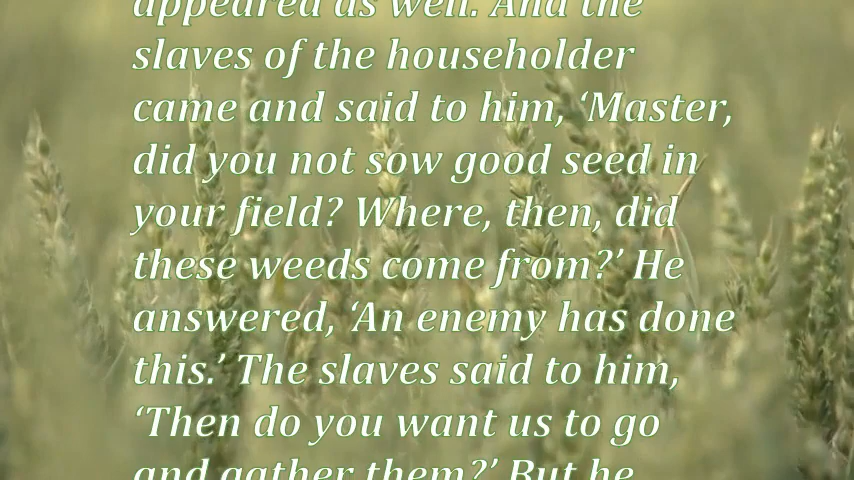 appeared as well. And the
slaves of the householder
came and said to him, ‘Master,
did you not sow good seed in
your field? Where, then, did
these weeds come from?’ He
answered, ‘An enemy has done
this.’ The slaves said to him,
‘Then do you want us to go
and gather them?’ But he